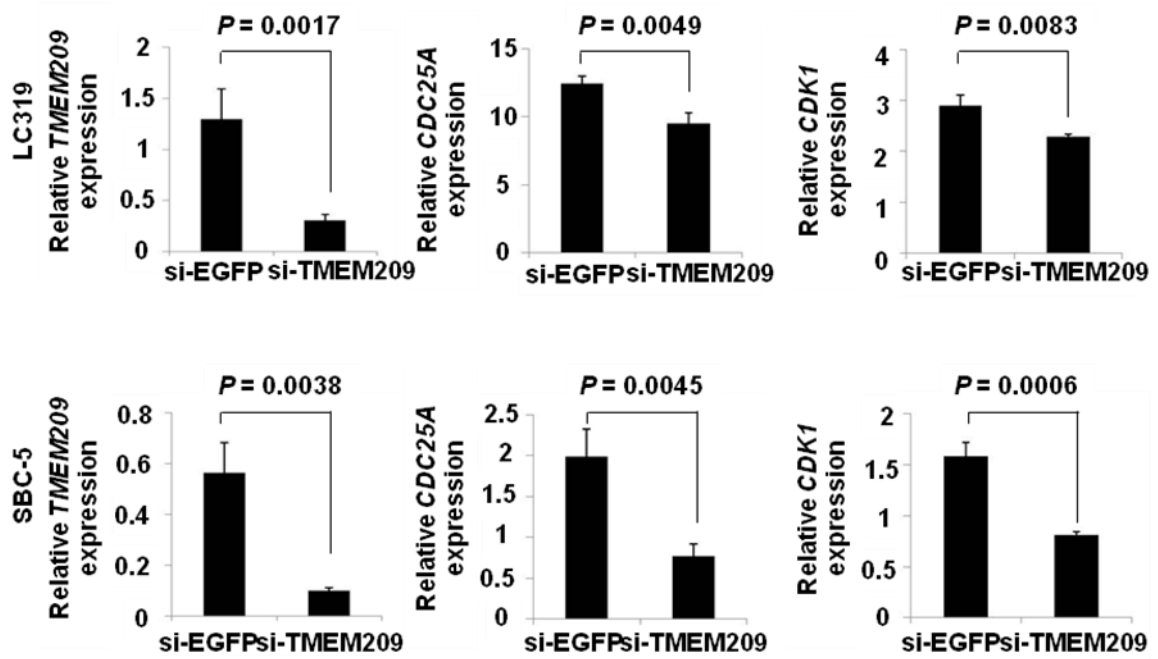 P = 0.0017
LC319
Relative TMEM209
expression
2
1.5
1
0.5
0
si-EGFP si-TMEM209
P = 0.0049
Relative CDC25A
expression
15
10
5
0
si-EGFP si-TMEM209
P = 0.0083
Relative CDK1
expression
4
3
2
1
0
si-EGFP si-TMEM209
P = 0.0038
SBC-5
Relative TMEM209
expression
0.8
0.6
0.4
0.2
0
si-EGFP si-TMEM209
P = 0.0045
Relative CDC25A
expression
2.5
2
1.5
1
0.5
0
si-EGFP si-TMEM209
P = 0.0006
Relative CDK1
expression
2
1.5
1
0.5
0
si-EGFP si-TMEM209